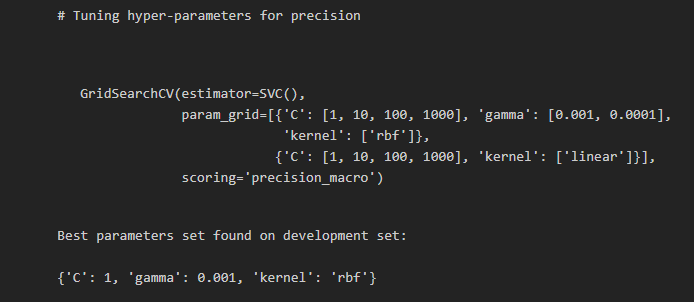 # Tuning hyper-parameters for precision
GridSearchCV(estimator=SVC(),
param_grid=[{'C': [1, 10, 100, 1000], 'gamma': [0.001, 0.0001],
'kernel': ['rbf']},
{'C': [1, 10, 100, 1000], 'kernel': ['linear']}],
scoring='precision_macro')
Best parameters set found on development set:
{'C': 1, 'gamma': 0.001, 'kernel': 'rbf'}